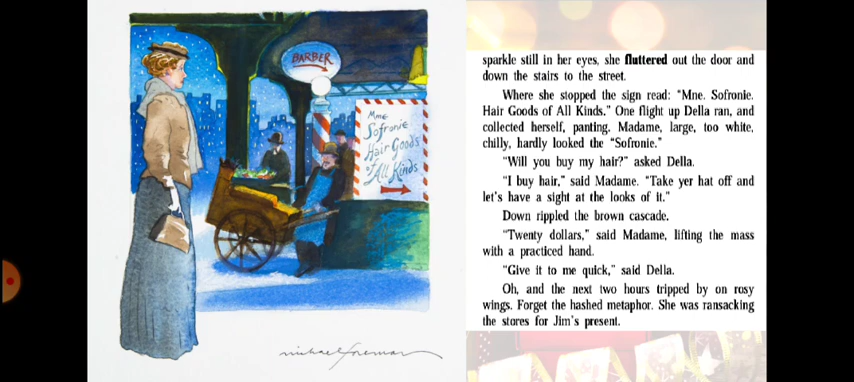 BARBER
Mme
Sofronie
Hair Goods
of All Kinds
michael foreman
sparkle still in her eyes, she fluttered out the door and
down the stairs to the street.
Where she stopped the sign read: “Mne. Sofronie.
Hair Goods of All Kinds.” One flight up Della ran, and
collected herself, panting. Madame, large, too white,
chilly, hardly looked the “Sofronie.”
“Will you buy my hair?” asked Della.
“I buy hair,” said Madame. “Take yer hat off and
let’s have a sight at the looks of it.”
Down rippled the brown cascade.
“Twenty dollars,” said Madame, lifting the mass
with a practiced hand.
“Give it to me quick,” said Della.
Oh, and the next two hours tripped by on rosy
wings. Forget the hashed metaphor. She was ransacking
the stores for Jim’s present.